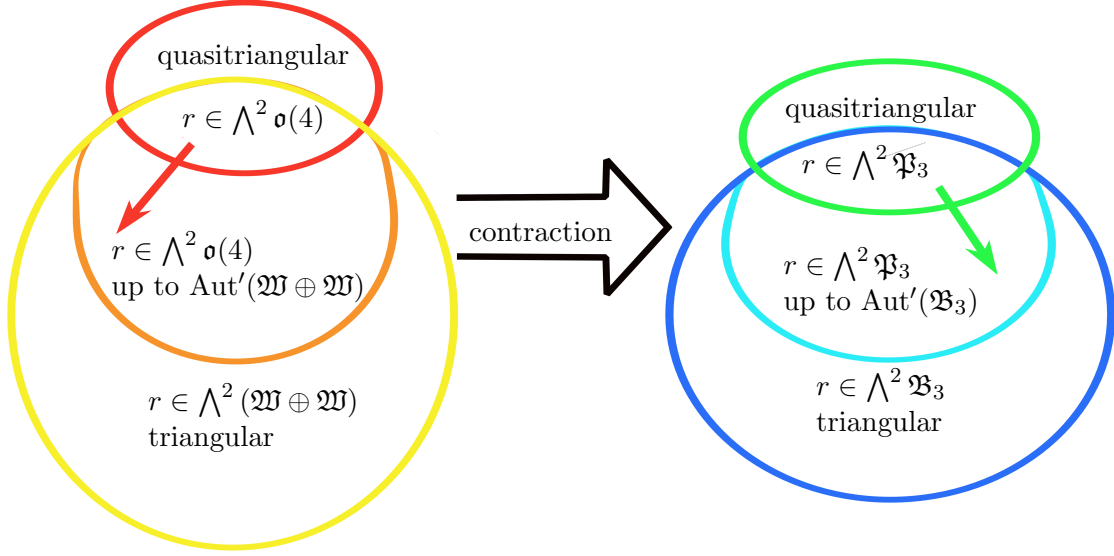 quasitriangular
r ∈ ⋀² 𝔬(4)
r ∈ ⋀² 𝔬(4)
up to Aut′(𝔚 ⊕ 𝔚)
r ∈ ⋀² (𝔚 ⊕ 𝔚)
triangular
contraction
quasitriangular
r ∈ ⋀² 𝔓₃
r ∈ ⋀² 𝔓₃
up to Aut′(𝔅₃)
r ∈ ⋀² 𝔅₃
triangular